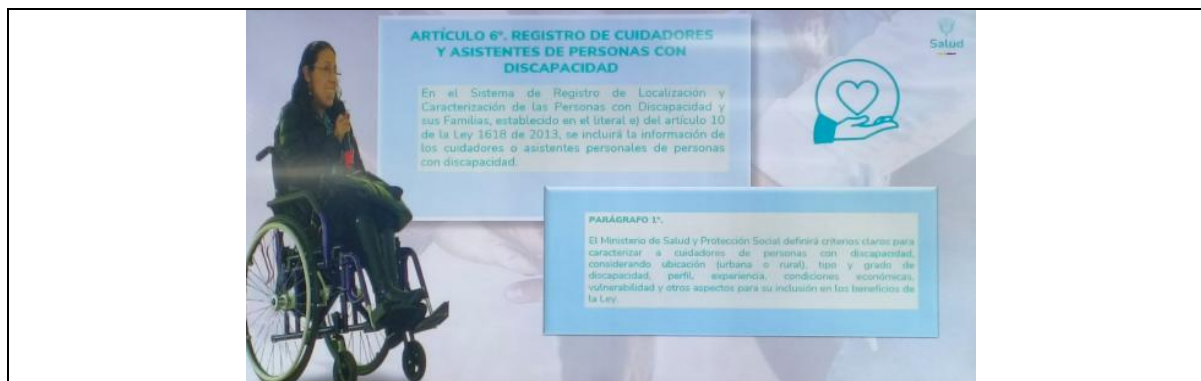 ARTÍCULO 6º. REGISTRO DE CUIDADORES
Y ASISTENTES DE PERSONAS CON
DISCAPACIDAD
Salud
En el Sistema de Registro de Localización y
Caracterización de las Personas con Discapacidad y
sus Familias, establecido en el literal e) del artículo 10
de la Ley 1618 de 2013, se incluirá la información de
los cuidadores o asistentes personales de personas
con discapacidad.
PARÁGRAFO 1º.
El Ministerio de Salud y Protección Social definirá criterios claros para
caracterizar a cuidadores de personas con discapacidad,
considerando ubicación (urbana o rural), tipo y grado de
discapacidad, perfil, experiencia, condiciones económicas,
vulnerabilidad y otros aspectos para su inclusión en los beneficios de
la Ley.